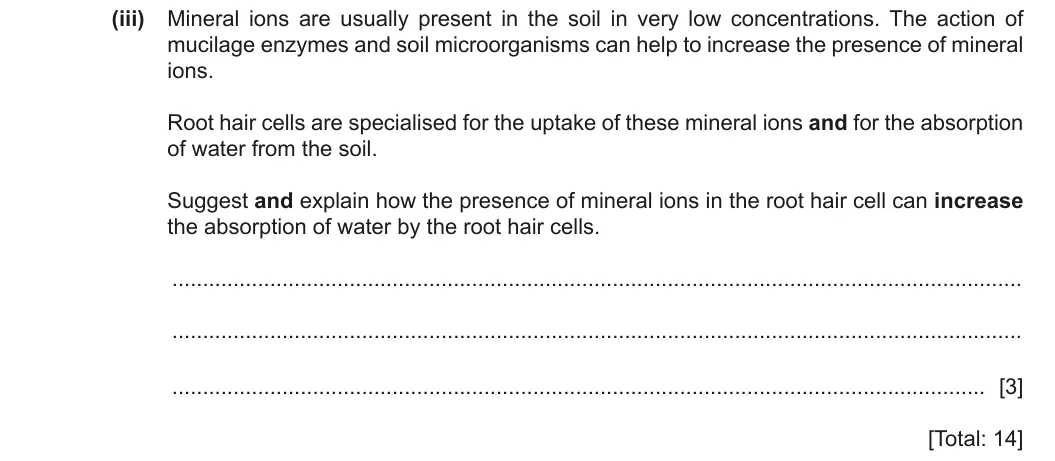 (iii) Mineral ions are usually present in the soil in very low concentrations. The action of
mucilage enzymes and soil microorganisms can help to increase the presence of mineral
ions.
Root hair cells are specialised for the uptake of these mineral ions and for the absorption
of water from the soil.
Suggest and explain how the presence of mineral ions in the root hair cell can increase
the absorption of water by the root hair cells.
[3]
[Total: 14]